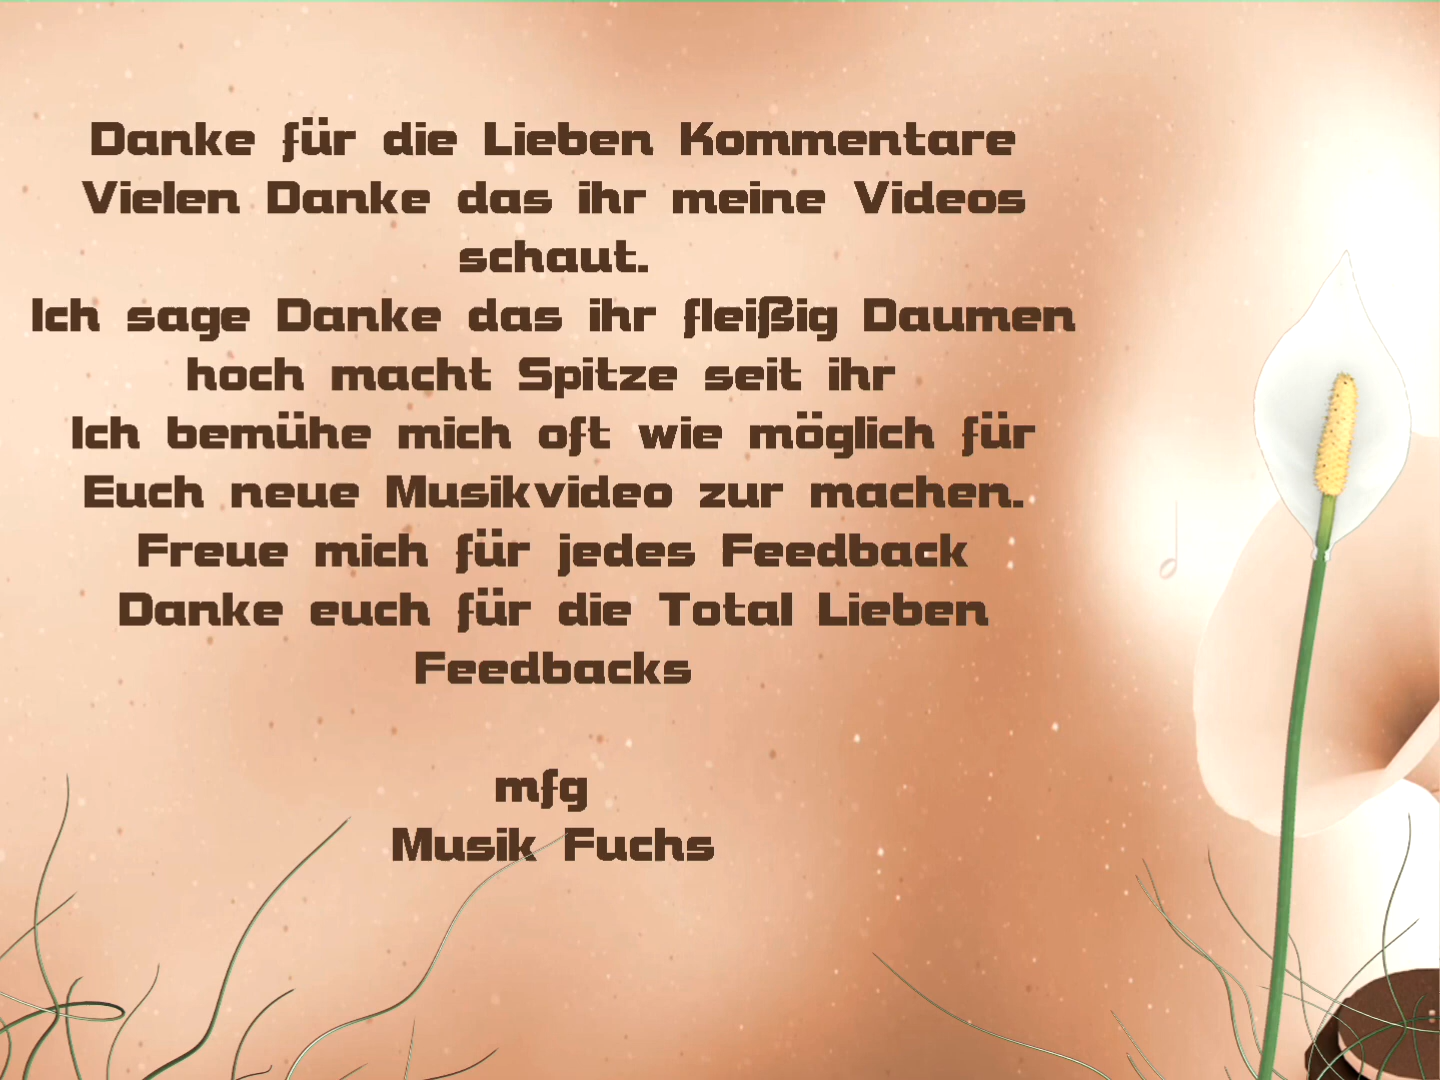 Danke für die Lieben Kommentare
Vielen Danke das ihr meine Videos
schaut.
Ich sage Danke das ihr fleißig Daumen
hoch macht Spitze seit ihr
Ich bemühe mich oft wie möglich für
Euch neue Musikvideo zur machen.
Freue mich für jedes Feedback
Danke euch für die Total Lieben
Feedbacks
mfg
Musik Fuchs